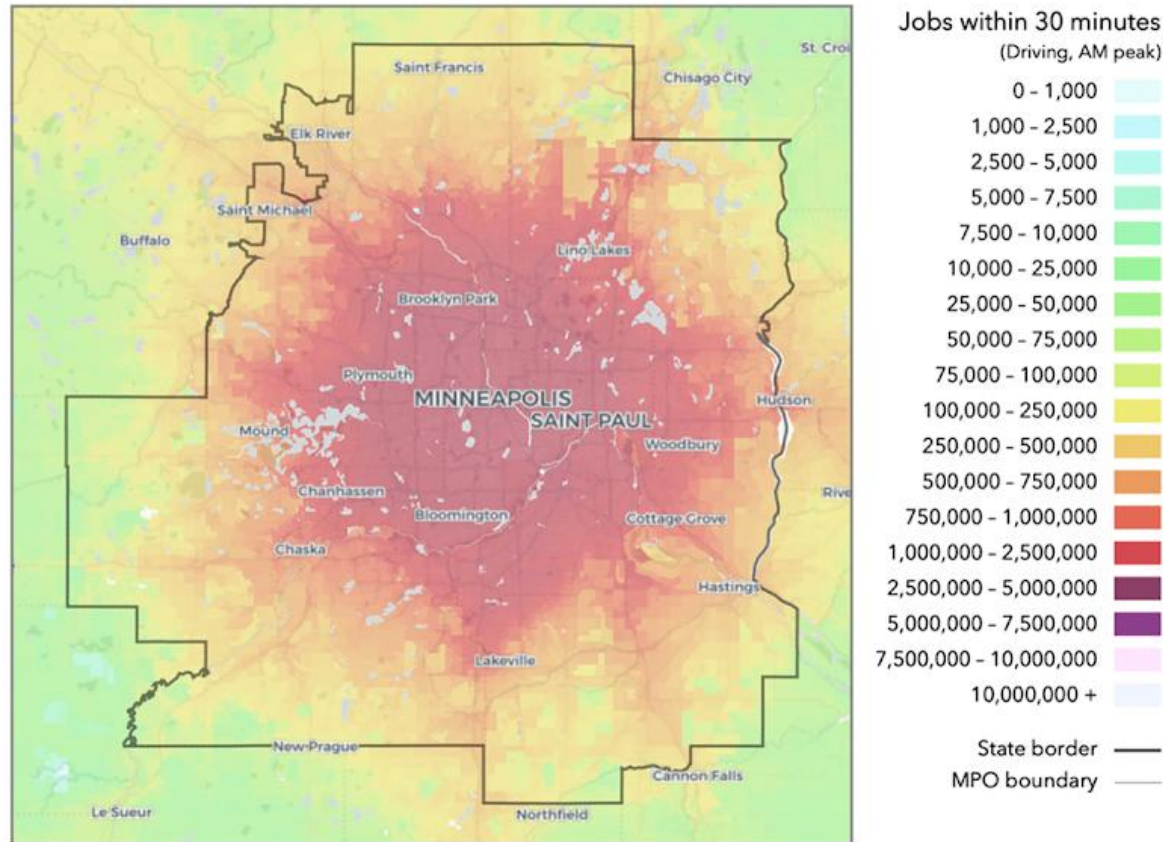 St. Croi
Saint Francis
Chisago City
Elk River
Saint Michael
Buffalo
Lino Lakes
Brooklyn Park
Plymouth
MINNEAPOLIS
Hudson
SAINT PAUL
Mound
Woodbury
Chanhassen
Rive
Bloomington
Cottage Grove
Chaska
Hastings
Lakeville
New Prague
Cannon Falls
Le Sueur
Northfield
Jobs within 30 minutes
(Driving, AM peak)
0 – 1,000
1,000 – 2,500
2,500 – 5,000
5,000 – 7,500
7,500 – 10,000
10,000 – 25,000
25,000 – 50,000
50,000 – 75,000
75,000 – 100,000
100,000 – 250,000
250,000 – 500,000
500,000 – 750,000
750,000 – 1,000,000
1,000,000 – 2,500,000
2,500,000 – 5,000,000
5,000,000 – 7,500,000
7,500,000 – 10,000,000
10,000,000 +
State border
MPO boundary